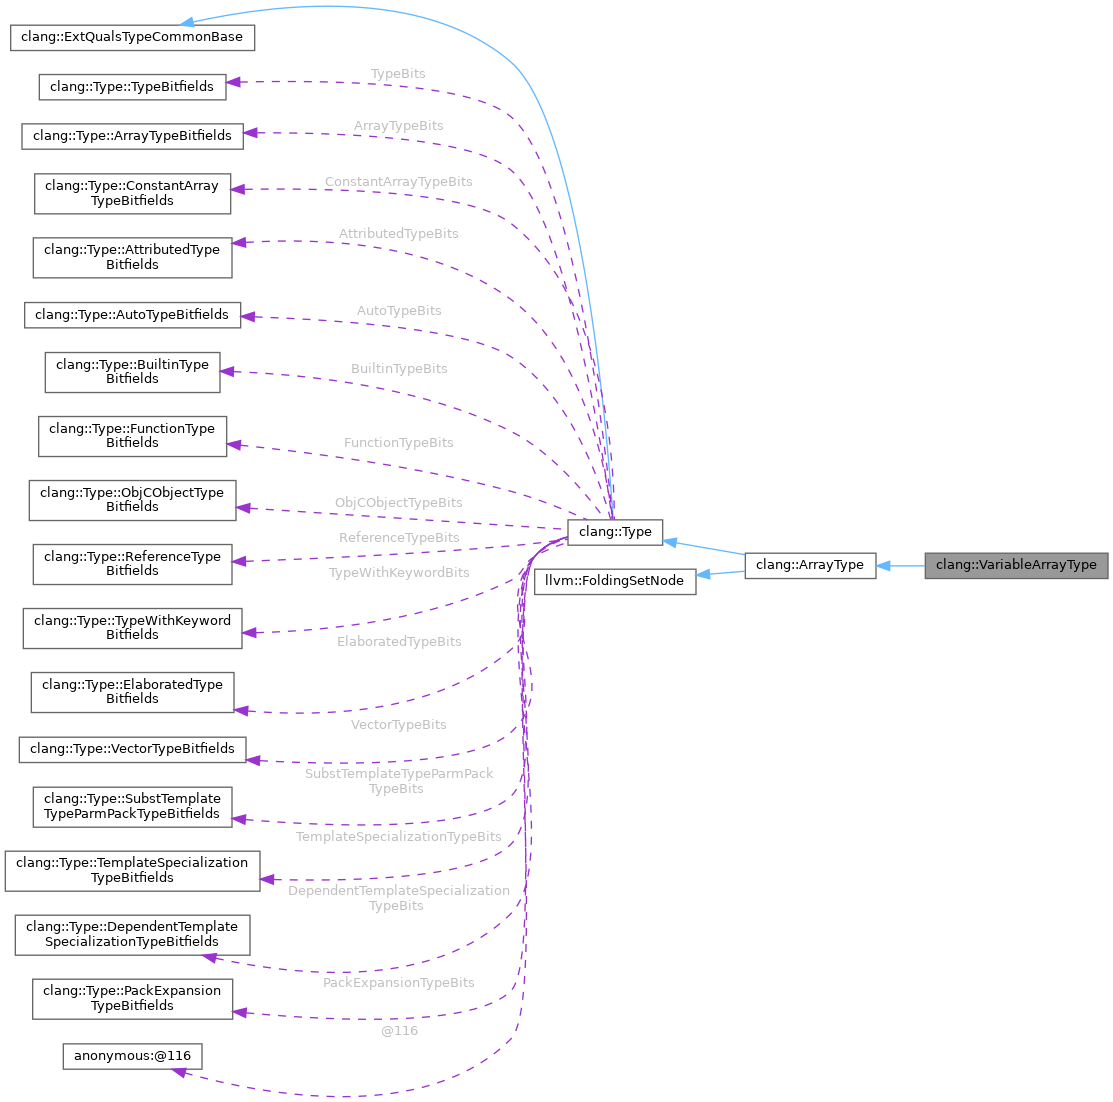 clang::ExtQualsTypeCommonBase
TypeBits
clang::Type::TypeBitfields
ArrayTypeBits
clang::Type::ArrayTypeBitfields
ConstantArrayTypeBits
clang::Type::ConstantArray
TypeBitfields
AttributedTypeBits
clang::Type::AttributedType
Bitfields
AutoTypeBits
clang::Type::AutoTypeBitfields
BuiltinTypeBits
clang::Type::BuiltinType
Bitfields
FunctionTypeBits
clang::Type::FunctionType
Bitfields
ObjCObjectTypeBits
clang::Type::ObjCObjectType
Bitfields
clang::Type
ReferenceTypeBits
clang::Type::ReferenceType
Bitfields
clang::ArrayType
clang::VariableArrayType
TypeWithKeywordBits
llvm::FoldingSetNode
clang::Type::TypeWithKeyword
Bitfields
ElaboratedTypeBits
clang::Type::ElaboratedType
Bitfields
VectorTypeBits
clang::Type::VectorTypeBitfields
SubstTemplateTypeParmPack
TypeBits
clang::Type::SubstTemplate
TypeParmPackTypeBitfields
TemplateSpecializationTypeBits
clang::Type::TemplateSpecialization
TypeBitfields
DependentTemplateSpecialization
TypeBits
clang::Type::DependentTemplate
SpecializationTypeBitfields
PackExpansionTypeBits
clang::Type::PackExpansion
TypeBitfields
@116
anonymous:@116